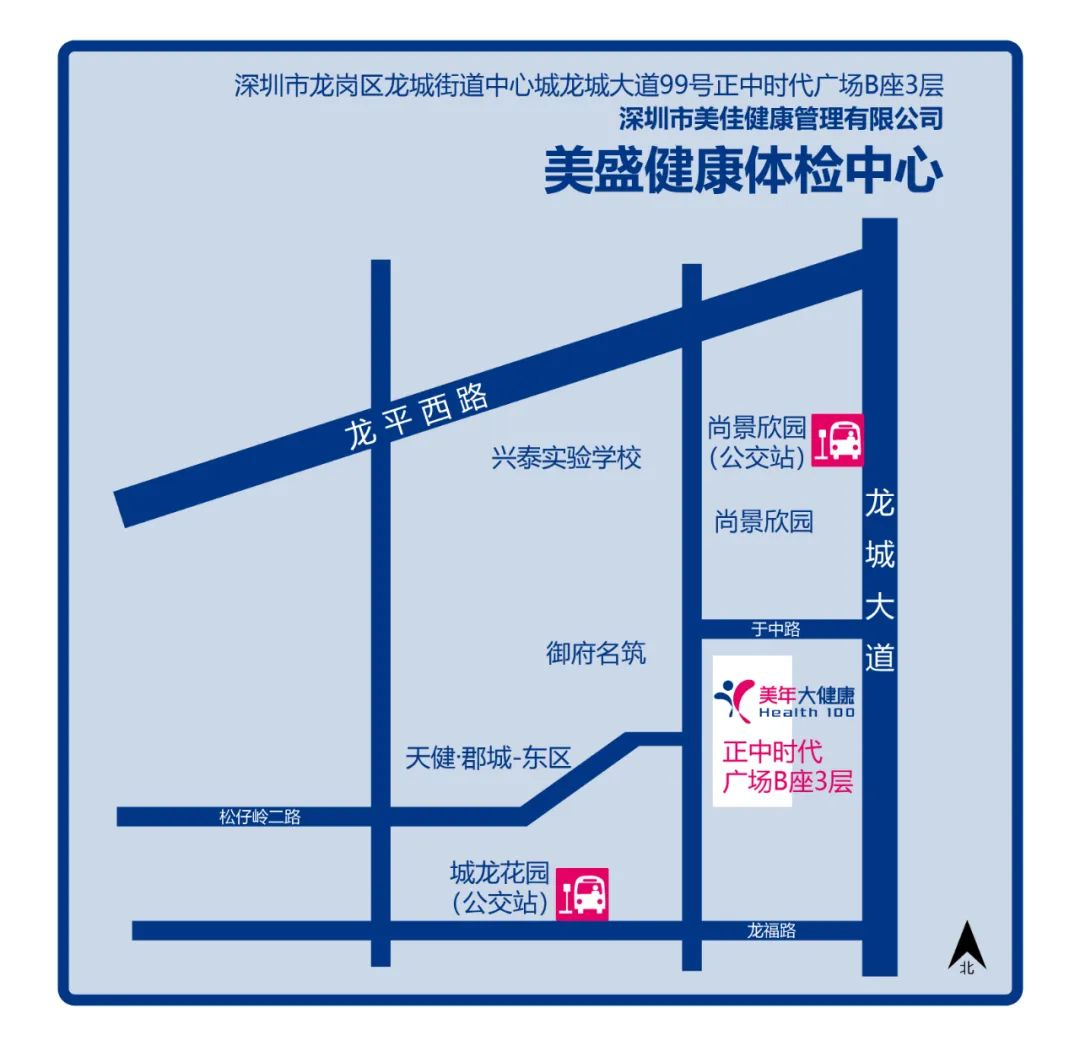 深圳市龙岗区龙城街道中心城龙城大道99号正中时代广场B座3层
深圳市美佳健康管理有限公司
美盛健康体检中心
龙平西路
兴泰实验学校
尚景欣园
（公交站）
尚景欣园
龙城大道
于中路
御府名筑
美年大健康
Health 100
正中时代
广场B座3层
天健·郡城-东区
松仔岭二路
城龙花园
（公交站）
龙福路
北